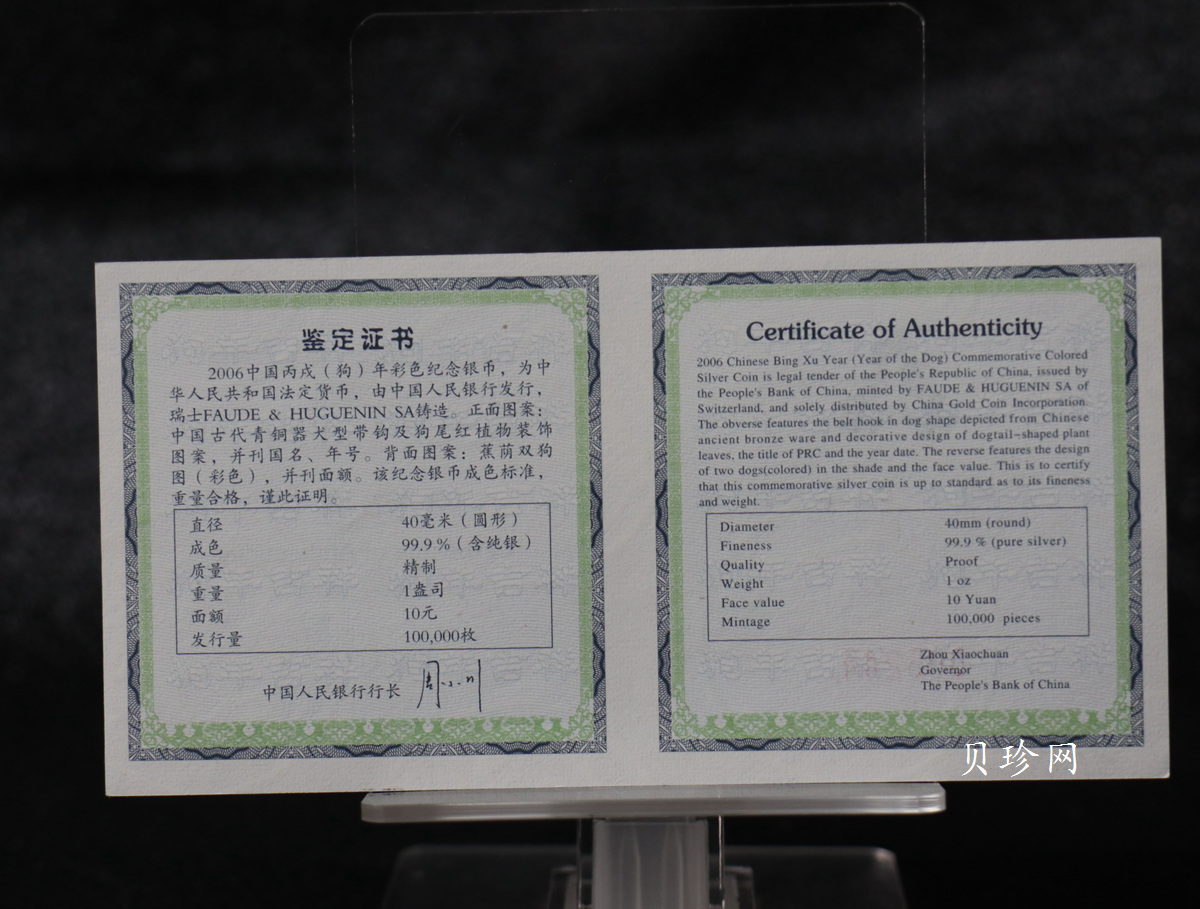 鉴定证书
2006中国丙戌（狗）年彩色纪念银币，为中
华人民共和国法定货币，由中国人民银行发行，
瑞士FAUDE & HUGUENIN SA铸造。正面图案：
中国古代青铜器犬型带钩及狗尾红植物装饰
图案，并刊国名、年号。背面图案：蕉荫双狗
图（彩色），并刊面额。该纪念银币成色标准，
重量合格，谨此证明。
直径 40毫米（圆形）
成色 99.9％（含纯银）
质量 精制
重量 1盎司
面额 10元
发行量 100,000枚
中国人民银行行长 周小川
Certificate of Authenticity
2006 Chinese Bing Xu Year (Year of the Dog) Commemorative Colored
Silver Coin is legal tender of the People's Republic of China, issued by
the People's Bank of China, minted by FAUDE & HUGUENIN SA of
Switzerland, and solely distributed by China Gold Coin Incorporation.
The obverse features the belt hook in dog shape depicted from Chinese
ancient bronze ware and decorative design of dogtail-shaped plant
leaves, the title of PRC and the year date. The reverse features the design
of two dogs(colored) in the shade and the face value. This is to certify
that this commemorative silver coin is up to standard as to its fineness
and weight.
Diameter 40mm (round)
Fineness 99.9 % (pure silver)
Quality Proof
Weight 1 oz
Face value 10 Yuan
Mintage 100,000 pieces
Zhou Xiaochuan
Governor
The People's Bank of China
贝珍网